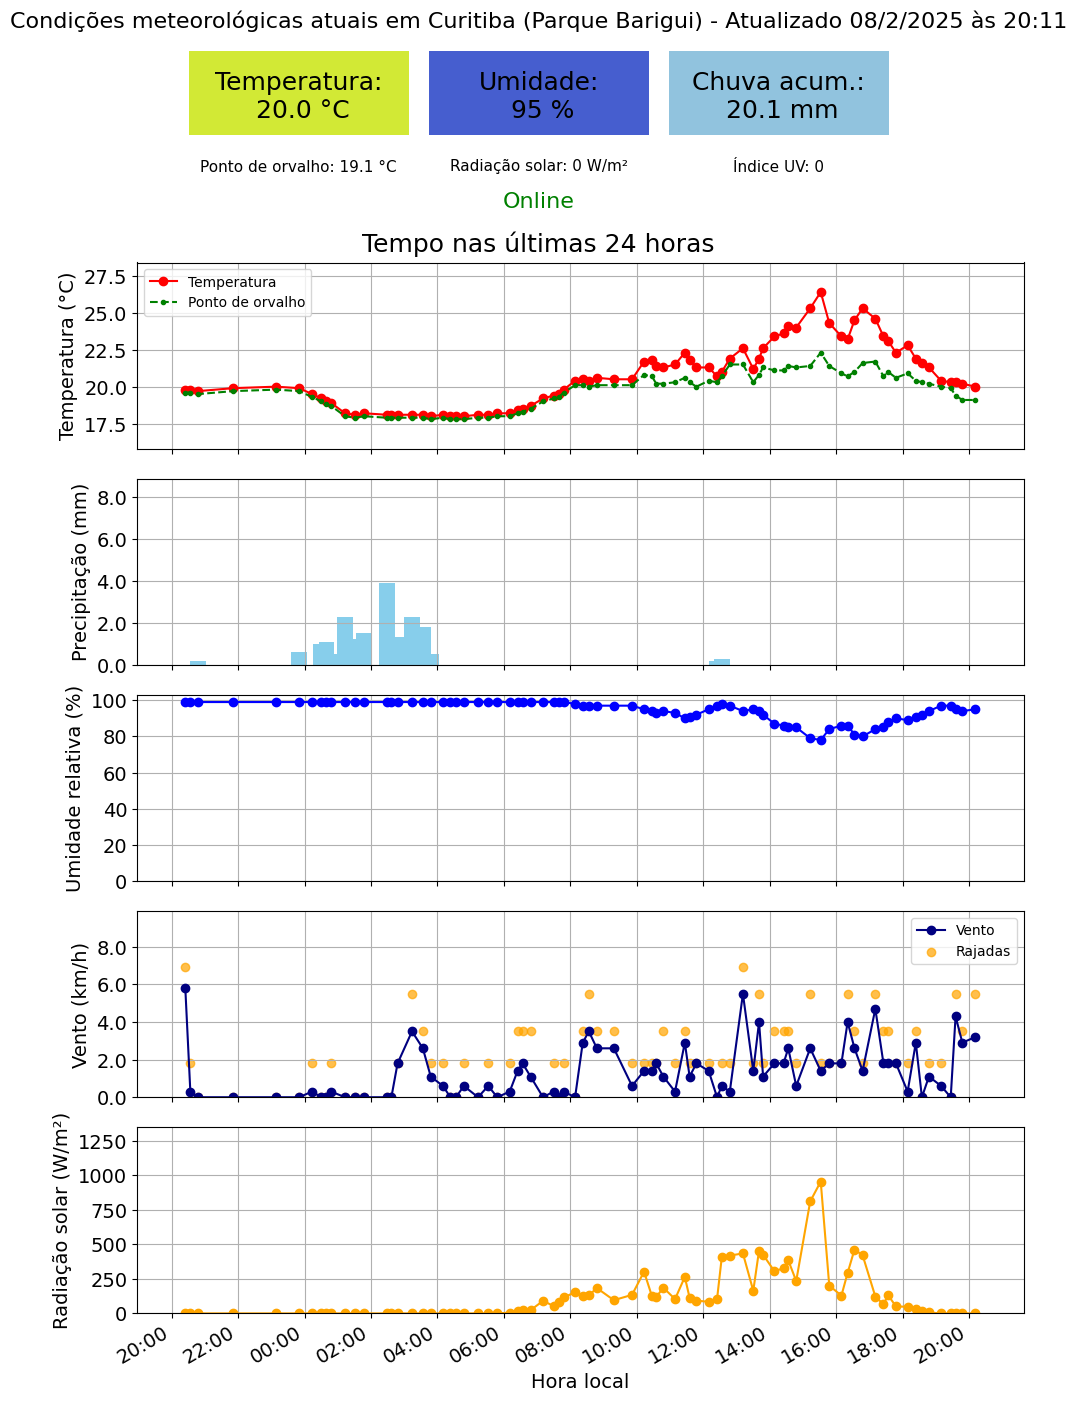 Condições meteorológicas atuais em Curitiba (Parque Barigui) - Atualizado 08/2/2025 às 20:11
Temperatura:
20.0 °C
Umidade:
95 %
Chuva acum.:
20.1 mm
Ponto de orvalho: 19.1 °C
Radiação solar: 0 W/m²
Índice UV: 0
Online
Tempo nas últimas 24 horas
Temperatura (°C)
27.5
25.0
22.5
20.0
17.5
Temperatura
Ponto de orvalho
Precipitação (mm)
8.0
6.0
4.0
2.0
0.0
Umidade relativa (%)
100
80
60
40
20
0
Vento (km/h)
8.0
6.0
4.0
2.0
0.0
Vento
Rajadas
Radiação solar (W/m²)
1250
1000
750
500
250
0
20:00
22:00
00:00
02:00
04:00
06:00
08:00
10:00
12:00
14:00
16:00
18:00
20:00
Hora local